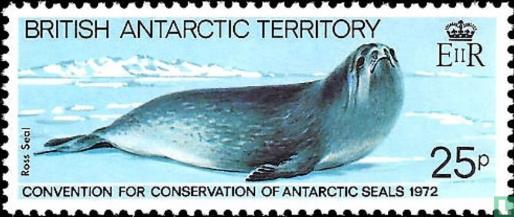 BRITISH ANTARCTIC TERRITORY
EIIR
Ross Seal
25p
CONVENTION FOR CONSERVATION OF ANTARCTIC SEALS 1972